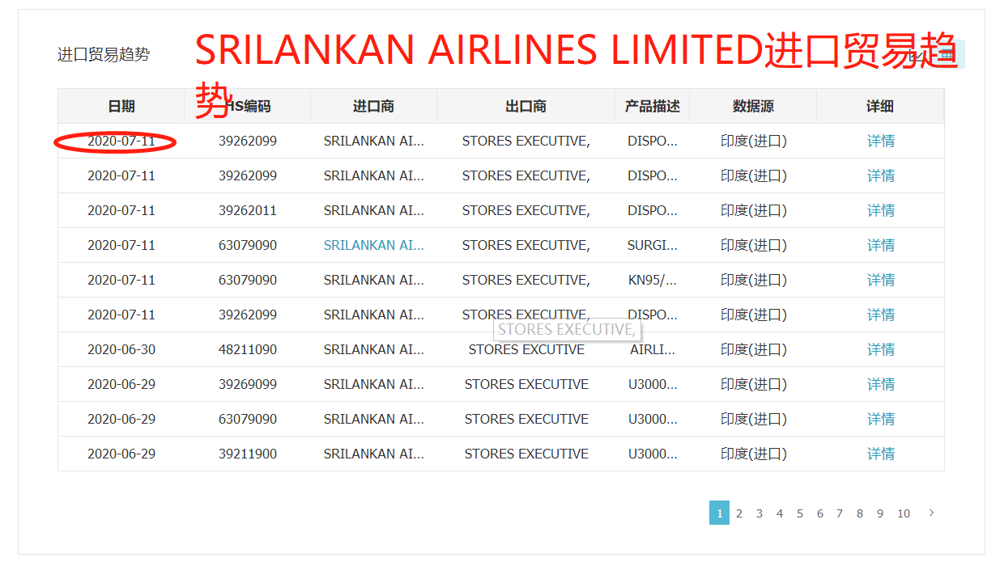 进口贸易趋势
SRILANKAN AIRLINES LIMITED进口贸易趋
势
日期 HS编码 进口商 出口商 产品描述 数据源 详细
2020-07-11 39262099 SRILANKAN AI... STORES EXECUTIVE, DISPO... 印度(进口) 详情
2020-07-11 39262099 SRILANKAN AI... STORES EXECUTIVE, DISPO... 印度(进口) 详情
2020-07-11 39262011 SRILANKAN AI... STORES EXECUTIVE, DISPO... 印度(进口) 详情
2020-07-11 63079090 SRILANKAN AI... STORES EXECUTIVE, SURGI... 印度(进口) 详情
2020-07-11 63079090 SRILANKAN AI... STORES EXECUTIVE, KN95/... 印度(进口) 详情
2020-07-11 39262099 SRILANKAN AI... STORES EXECUTIVE, DISPO... 印度(进口) 详情
STORES EXECUTIVE,
2020-06-30 48211090 SRILANKAN AI... STORES EXCUTIVE AIRLI... 印度(进口) 详情
2020-06-29 39269099 SRILANKAN AI... STORES EXECUTIVE U3000... 印度(进口) 详情
2020-06-29 63079090 SRILANKAN AI... STORES EXECUTIVE U3000... 印度(进口) 详情
2020-06-29 39211900 SRILANKAN AI... STORES EXECUTIVE U3000... 印度(进口) 详情
1 2 3 4 5 6 7 8 9 10 >